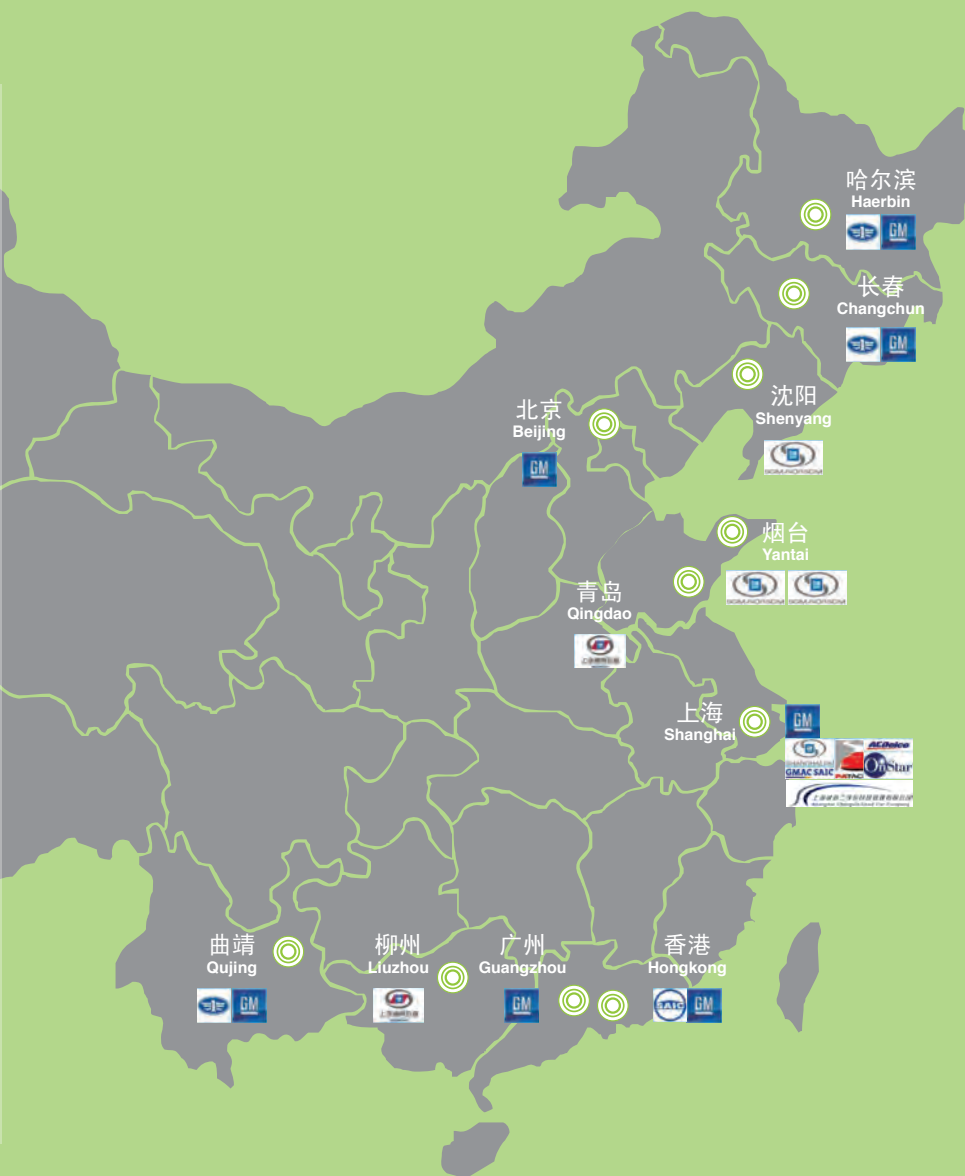 哈尔滨
Haerbin
GM
长春
Changchun
GM
沈阳
Shenyang
北京
Beijing
GM
烟台
Yantai
青岛
Qingdao
上海
Shanghai
GM
ACDelco
GMAC SAIC
PATAC
OnStar
曲靖
Qujing
GM
柳州
Liuzhou
广州
Guangzhou
GM
香港
Hongkong
SAIC
GM